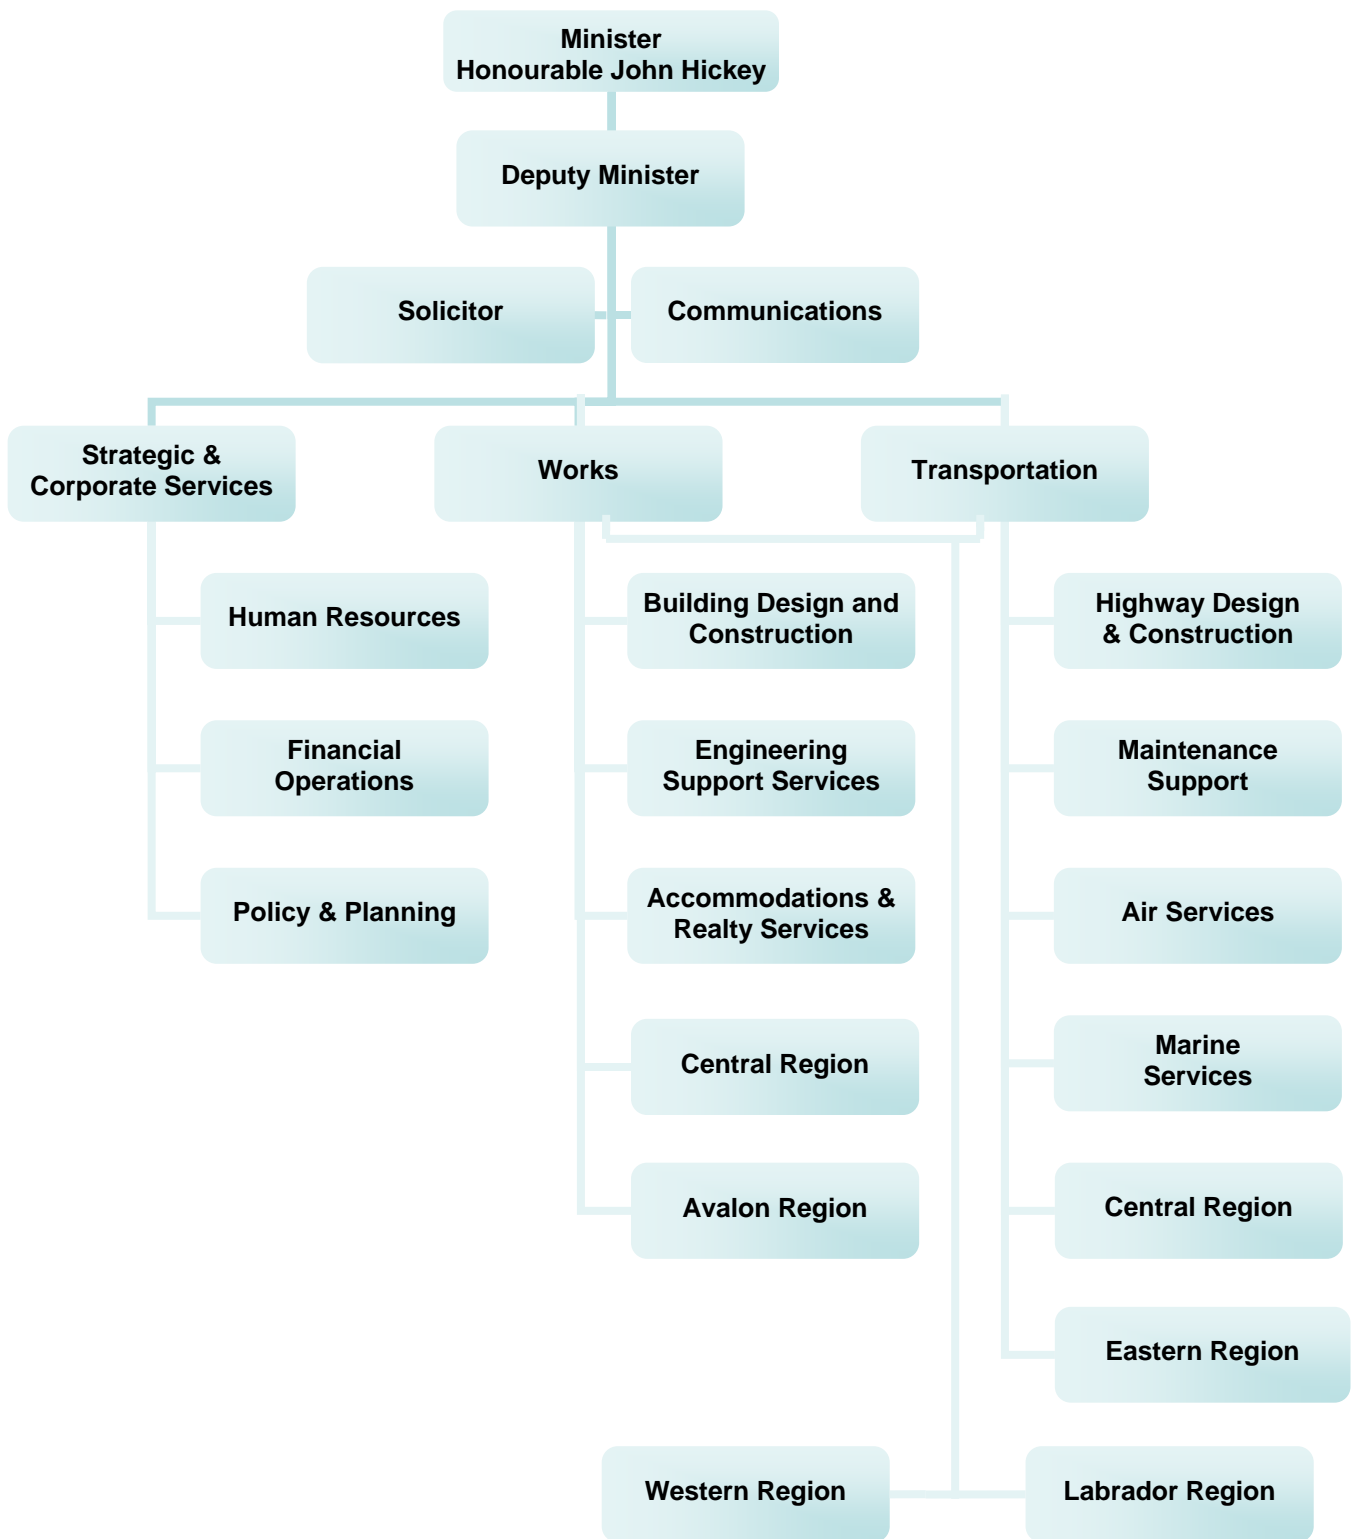 Minister
Honourable John Hickey
Deputy Minister
Solicitor
Communications
Strategic &
Corporate Services
Works
Transportation
Human Resources
Building Design and
Construction
Highway Design
& Construction
Financial
Operations
Engineering
Support Services
Maintenance
Support
Policy & Planning
Accommodations &
Realty Services
Air Services
Central Region
Marine
Services
Avalon Region
Central Region
Eastern Region
Western Region
Labrador Region